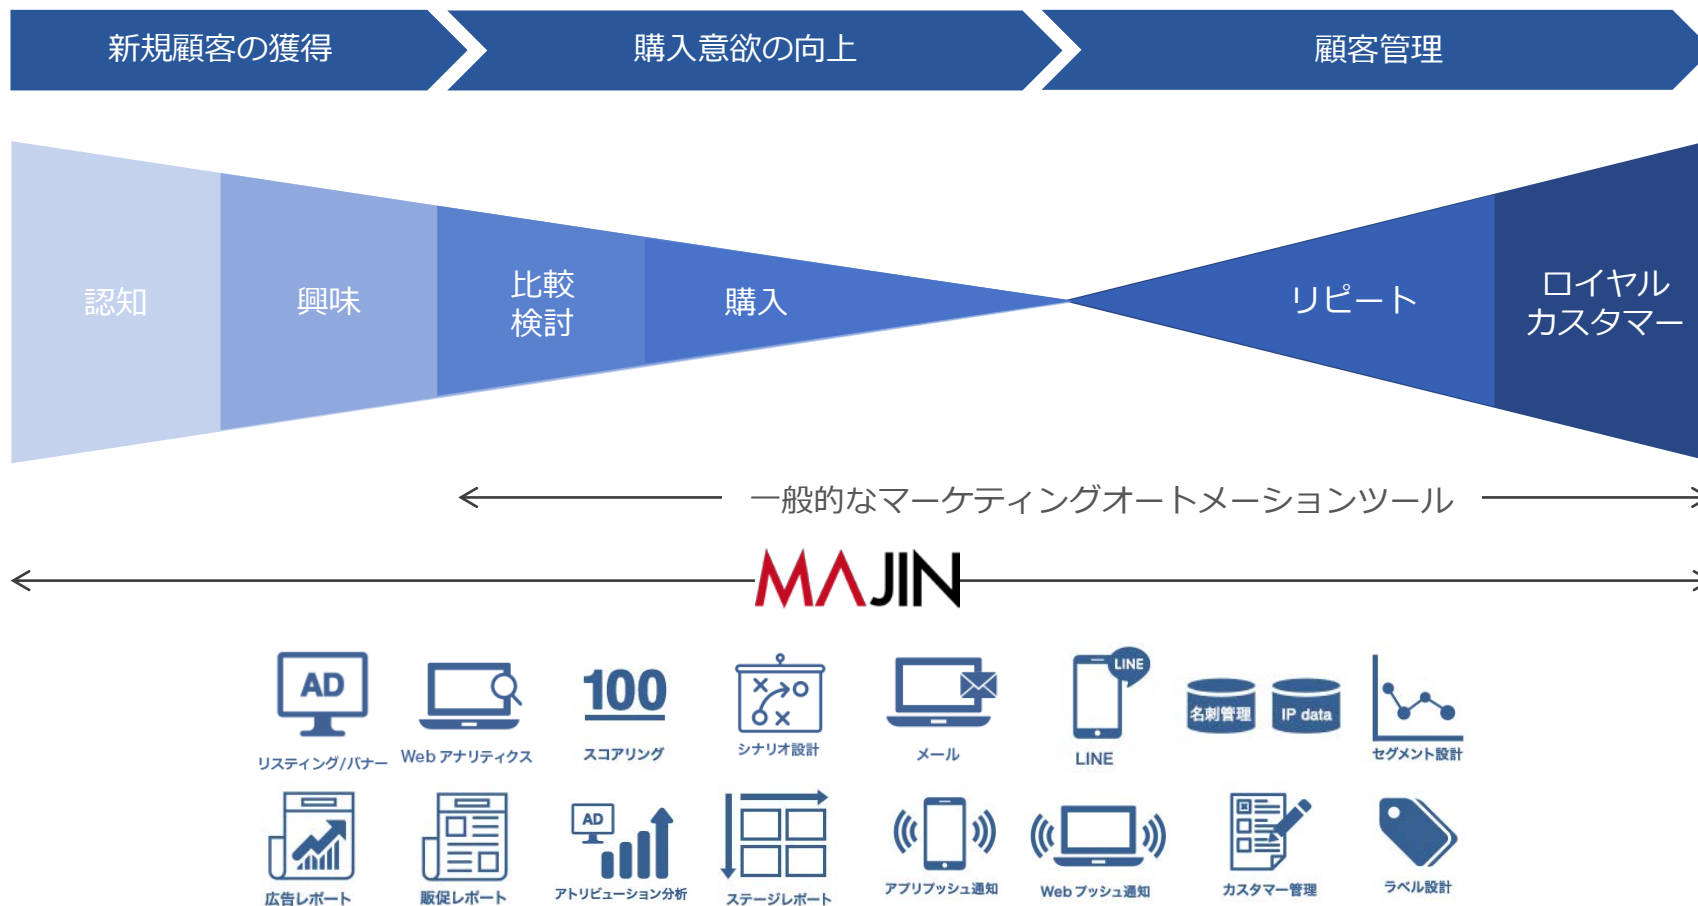 新規顧客の獲得
購入意欲の向上
顧客管理
認知
興味
比較
検討
購入
リピート
ロイヤル
カスタマー
一般的なマーケティングオートメーションツール
MAJIN
AD
リスティング/バナー
Web アナリティクス
100
スコアリング
シナリオ設計
メール
LINE
LINE
名刺管理
IP data
セグメント設計
広告レポート
販促レポート
AD
アトリビューション分析
ステージレポート
アプリプッシュ通知
Web プッシュ通知
カスタマー管理
ラベル設計